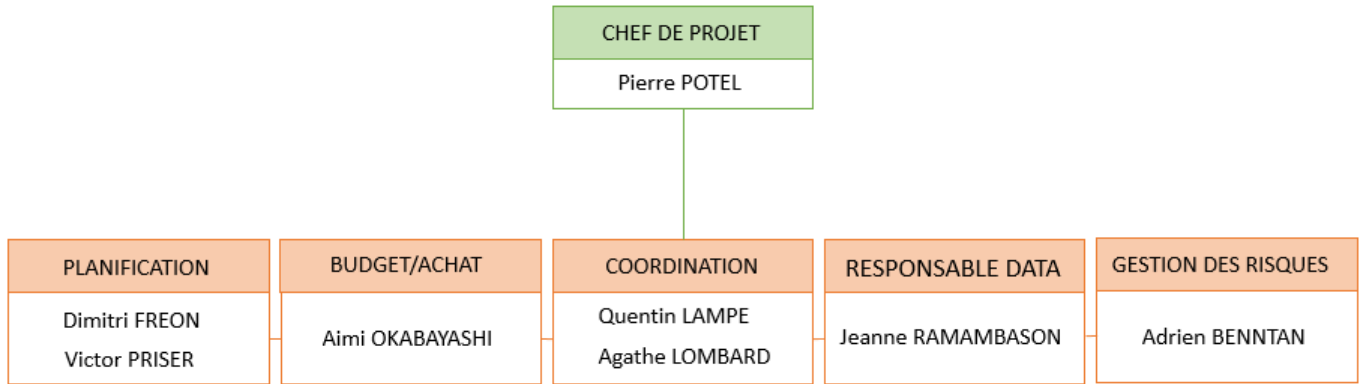 CHEF DE PROJET
Pierre POTEL
PLANIFICATION
Dimitri FREON
Victor PRISER
BUDGET/ACHAT
Aimi OKABAYASHI
COORDINATION
Quentin LAMPE
Agathe LOMBARD
RESPONSABLE DATA
Jeanne RAMAMBASON
GESTION DES RISQUES
Adrien BENNTAN